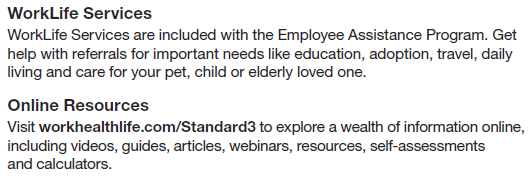 WorkLife Services
WorkLife Services are included with the Employee Assistance Program. Get
help with referrals for important needs like education, adoption, travel, daily
living and care for your pet, child or elderly loved one.
Online Resources
Visit workhealthlife.com/Standard3 to explore a wealth of information online,
including videos, guides, articles, webinars, resources, self-assessments
and calculators.